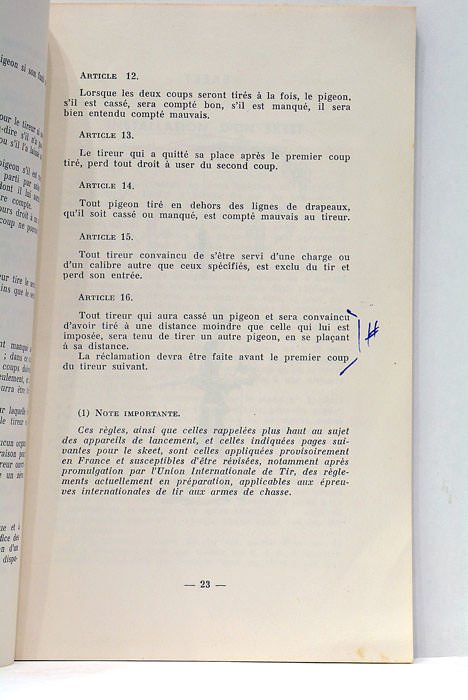 ARTICLE 12.
Lorsque les deux coups seront tirés à la fois, le pigeon,
s'il est cassé, sera compté bon, s'il est manqué, il sera
bien entendu compté mauvais.
ARTICLE 13.
Le tireur qui a quitté sa place après le premier coup
tiré, perd tout droit à user du second coup.
ARTICLE 14.
Tout pigeon tiré en dehors des lignes de drapeaux,
qu'il soit cassé ou manqué, est compté mauvais au tireur.
ARTICLE 15.
Tout tireur convaincu de s'être servi d'une charge ou
d'un calibre autre que ceux spécifiés, est exclu du tir et
perd son entrée.
ARTICLE 16.
Tout tireur qui aura cassé un pigeon et sera convaincu
d'avoir tiré à une distance moindre que celle qui lui est
imposée, sera tenu de tirer un autre pigeon, en se plaçant
à sa distance.
La réclamation devra être faite avant le premier coup
du tireur suivant.
(1) NOTE IMPORTANTE.
Ces règles, ainsi que celles rappelées plus haut au sujet
des appareils de lancement, et celles indiquées pages sui-
vantes pour le skeet, sont celles appliquées provisoirement
en France et susceptibles d'être révisées, notamment après
promulgation par l'Union Internationale de Tir, des règle-
ments actuellement en préparation, applicables aux épreu-
ves internationales de tir aux armes de chasse.
— 23 —